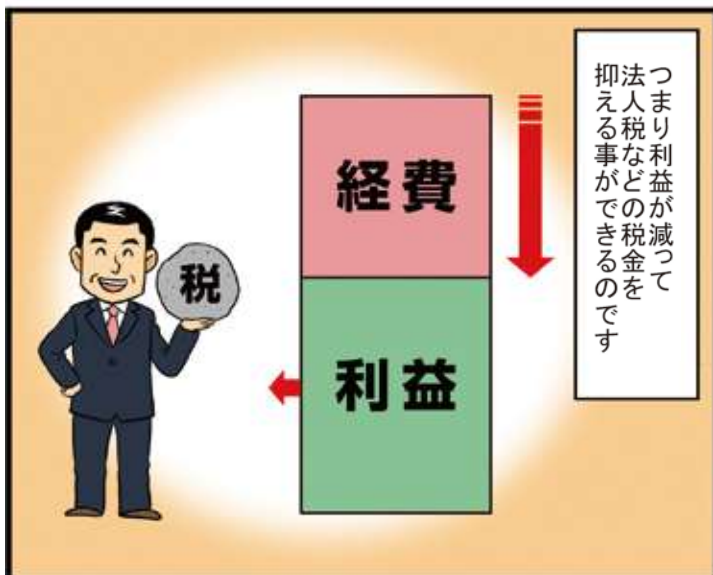 つまり利益が減って
法人税などの税金を
抑える事ができるのです
経費
利益
税